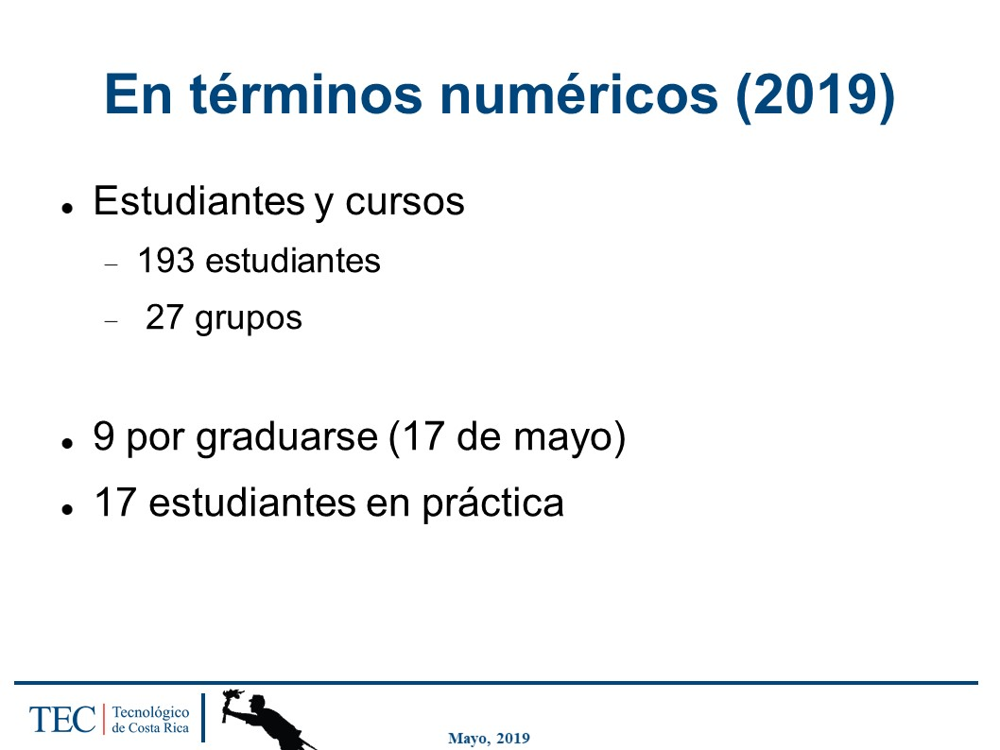 En términos numéricos (2019)
● Estudiantes y cursos
– 193 estudiantes
– 27 grupos
● 9 por graduarse (17 de mayo)
● 17 estudiantes en práctica
TEC | Tecnológico
de Costa Rica
Mayo, 2019